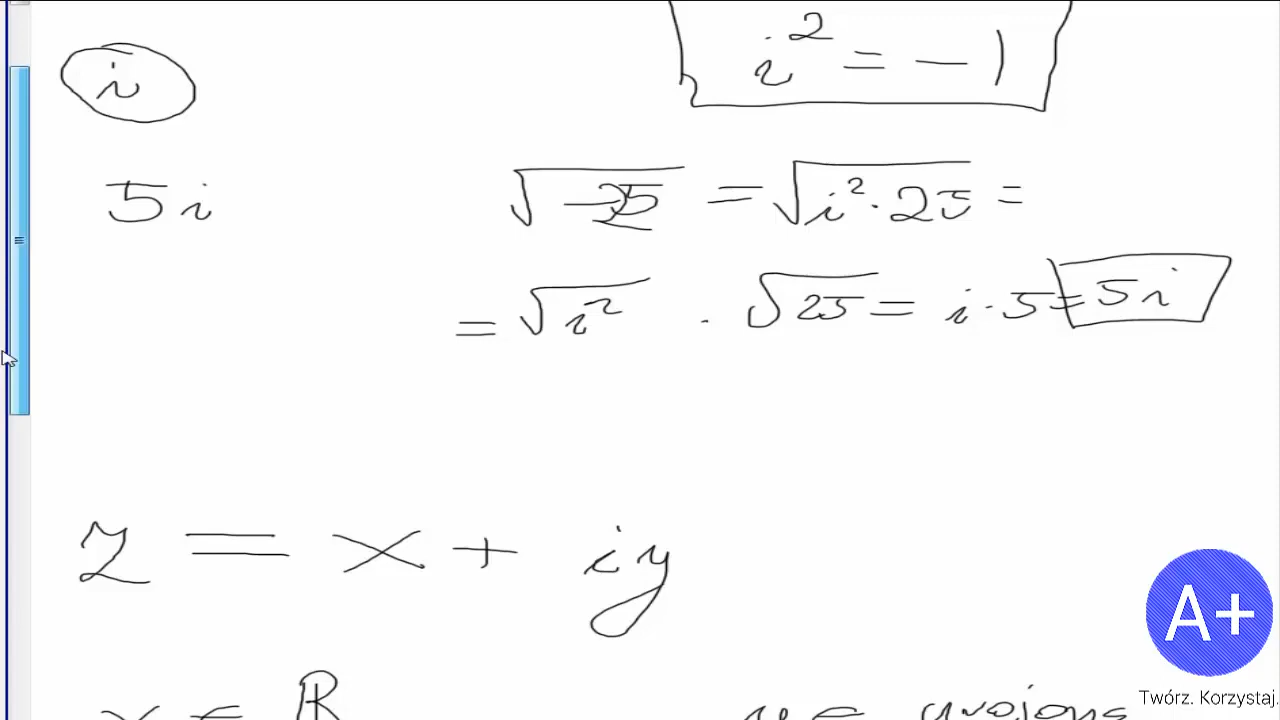 i² = - 1
i
5i √-25 = √i²·25 =
= √i² · √25 = i·5 = 5i
z = x + iy
A+
x ∈ ℝ
Twórz. Korzystaj.